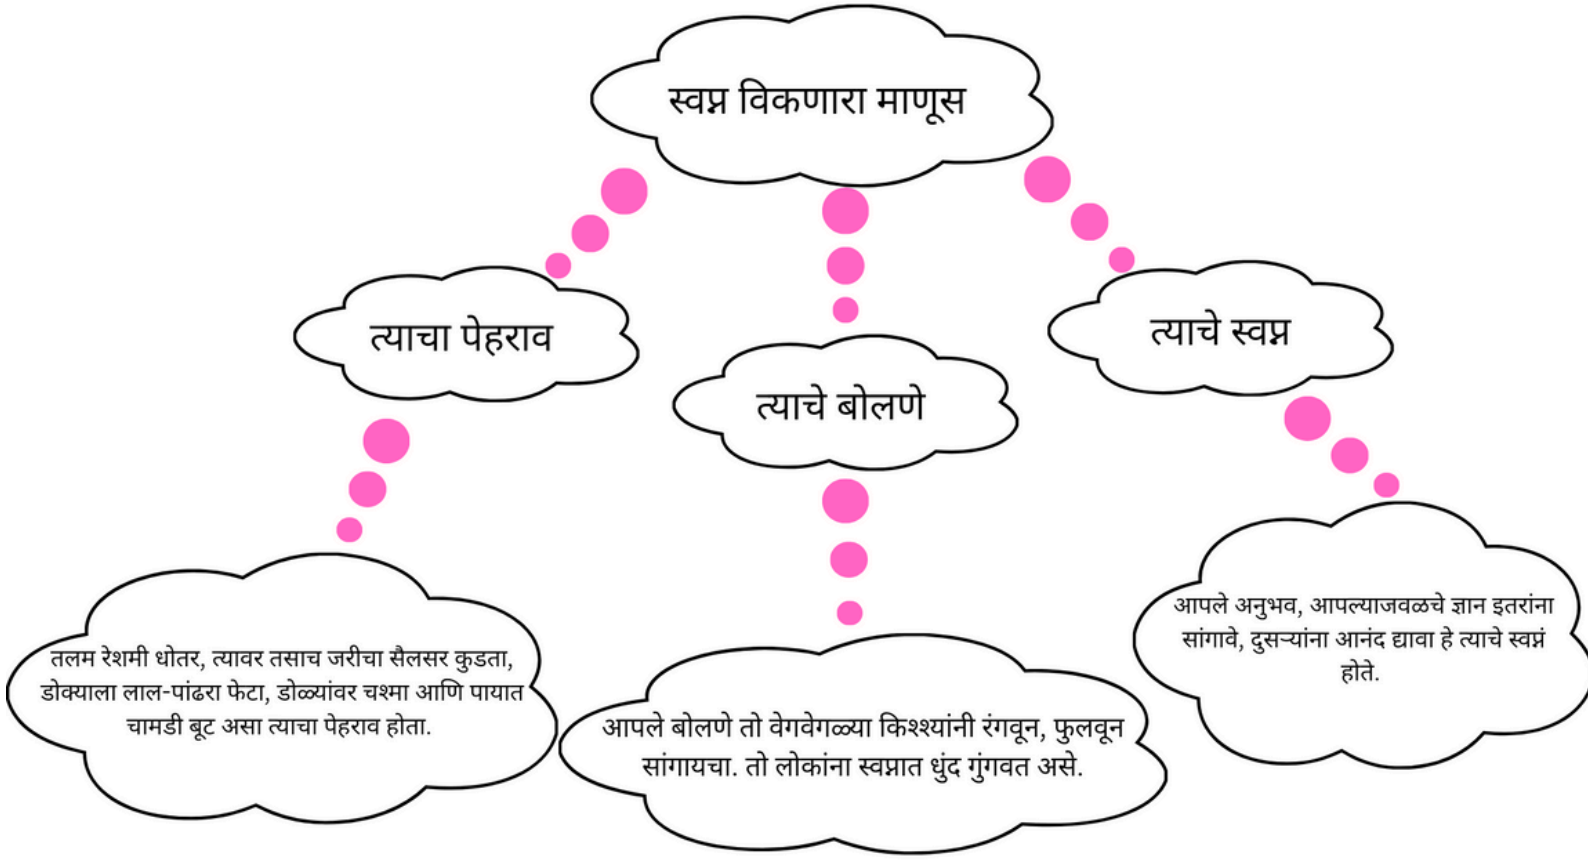 स्वप्न विकणारा माणूस
त्याचा पेहराव
त्याचे बोलणे
त्याचे स्वप्न
तलम रेशमी धोतर, त्यावर तसाच जरीचा सैलसर कुडता,
डोक्याला लाल-पांढरा फेटा, डोळ्यांवर चश्मा आणि पायात
चामडी बूट असा त्याचा पेहराव होता.
आपले बोलणे तो वेगवेगळ्या किश्श्यांनी रंगवून, फुलवून
सांगायचा. तो लोकांना स्वप्नात धुंद गुंगवत असे.
आपले अनुभव, आपल्याजवळचे ज्ञान इतरांना
सांगावे, दुसऱ्यांना आनंद द्यावा हे त्याचे स्वप्नं
होते.